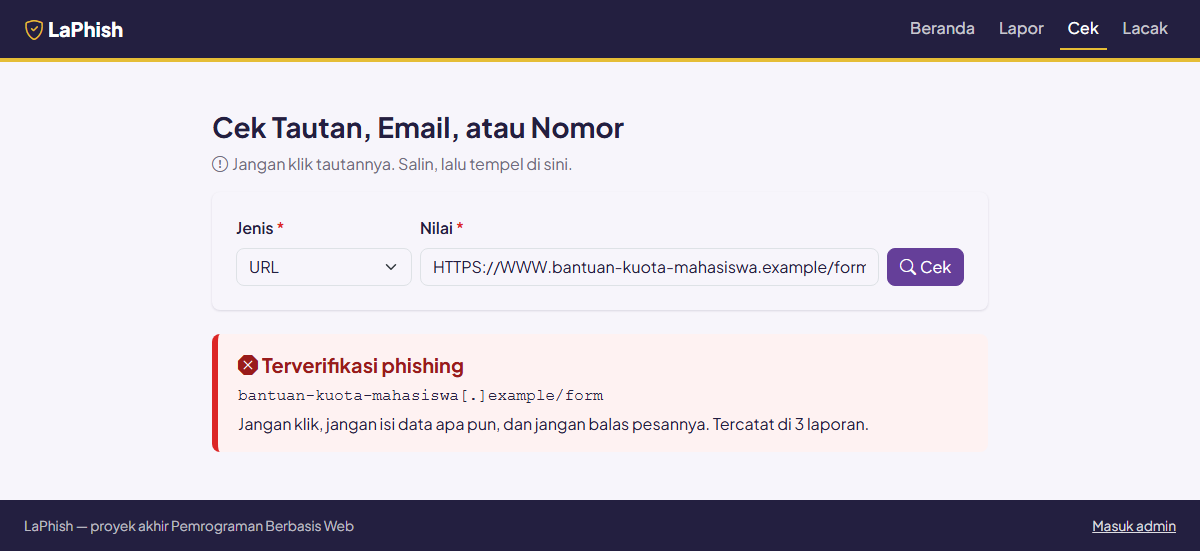 LaPhish
Beranda Lapor Cek Lacak
Cek Tautan, Email, atau Nomor
Jangan klik tautannya. Salin, lalu tempel di sini.
Jenis * Nilai *
URL HTTPS://WWW.bantuan-kuota-mahasiswa.example/form Cek
Terverifikasi phishing
bantuan-kuota-mahasiswa[.]example/form
Jangan klik, jangan isi data apa pun, dan jangan balas pesannya. Tercatat di 3 laporan.
LaPhish — proyek akhir Pemrograman Berbasis Web Masuk admin